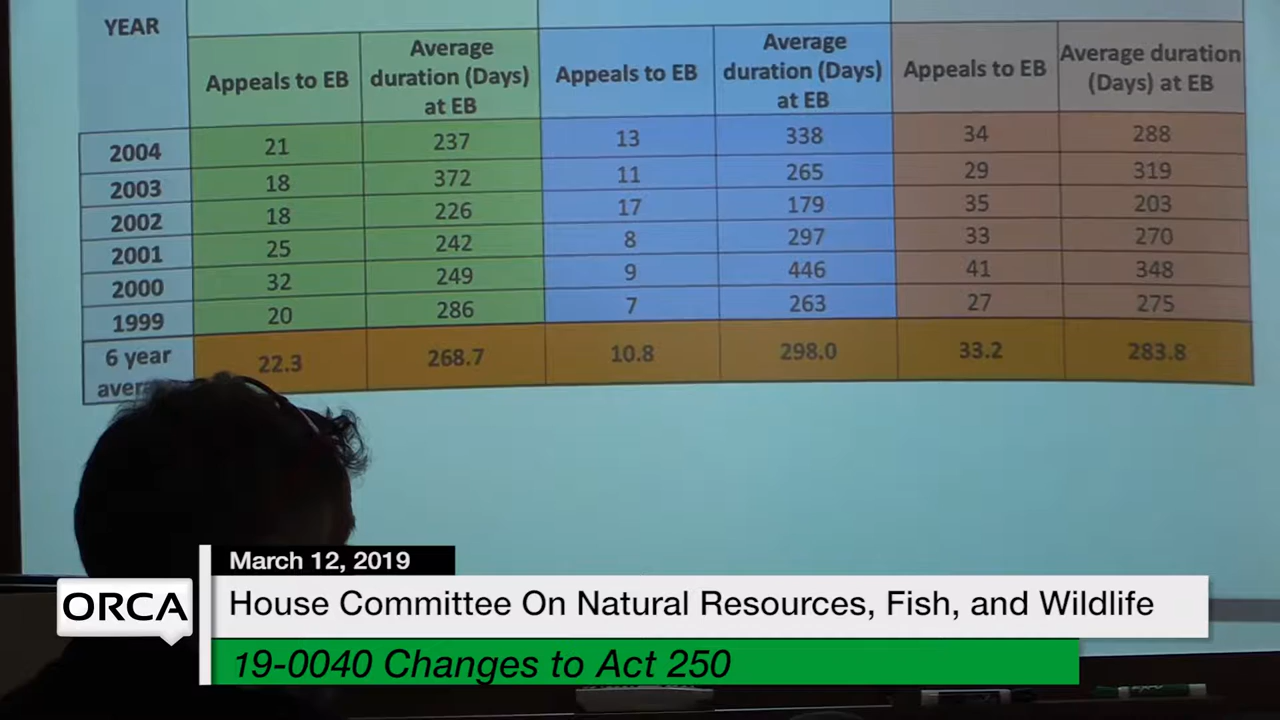 YEAR
Appeals to EB
Average
duration (Days)
at EB
Appeals to EB
Average
duration (Days)
at EB
Appeals to EB
Average duration
(Days) at EB
2004 21 237 13 338 34 288
2003 18 372 11 265 29 319
2002 18 226 17 179 35 203
2001 25 242 8 297 33 270
2000 32 249 9 446 41 348
1999 20 286 7 263 27 275
6 year 22.3 268.7 10.8 298.0 33.2 283.8
March 12, 2019
ORCA
House Committee On Natural Resources, Fish, and Wildlife
19-0040 Changes to Act 250